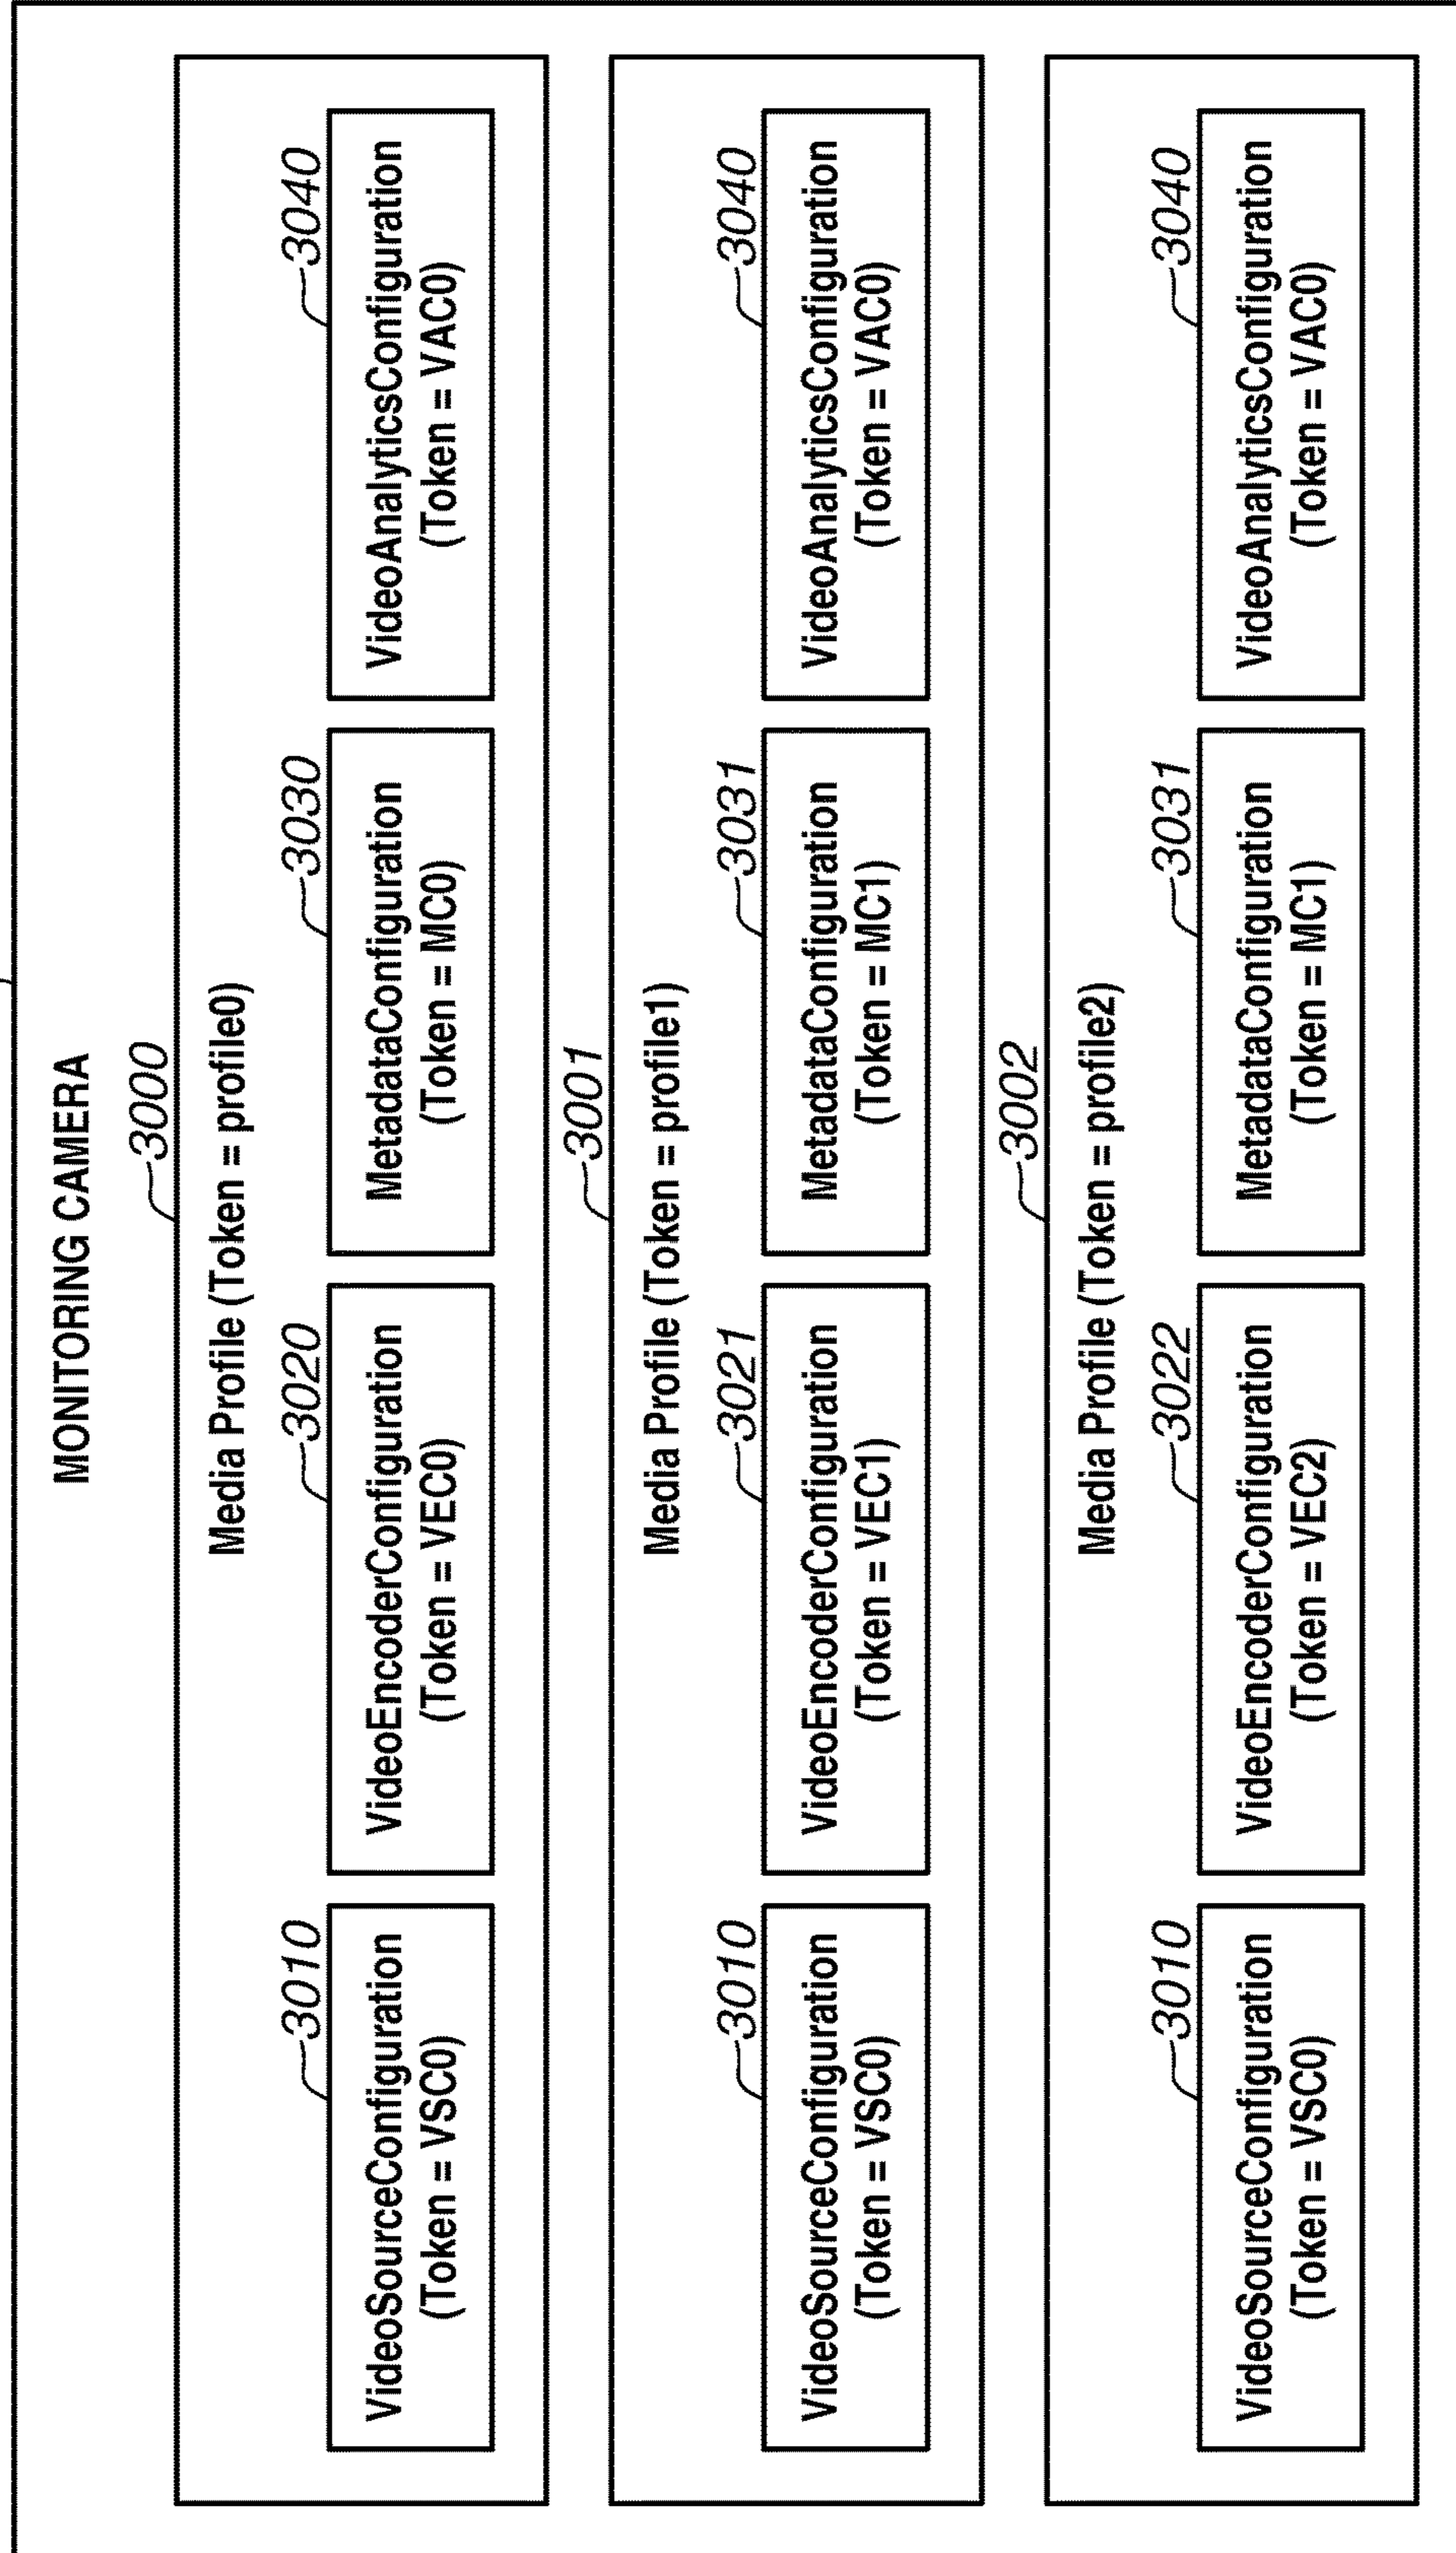 MONITORING CAMERA
3000
Media Profile (Token = profile0)
3010
VideoSourceConfiguration
(Token = VSC0)
3020
VideoEncoderConfiguration
(Token = VEC0)
3030
MetadataConfiguration
(Token = MC0)
3040
VideoAnalyticsConfiguration
(Token = VAC0)
3001
Media Profile (Token = profile1)
3010
VideoSourceConfiguration
(Token = VSC0)
3021
VideoEncoderConfiguration
(Token = VEC1)
3031
MetadataConfiguration
(Token = MC1)
3040
VideoAnalyticsConfiguration
(Token = VAC0)
3002
Media Profile (Token = profile2)
3010
VideoSourceConfiguration
(Token = VSC0)
3022
VideoEncoderConfiguration
(Token = VEC2)
3031
MetadataConfiguration
(Token = MC1)
3040
VideoAnalyticsConfiguration
(Token = VAC0)